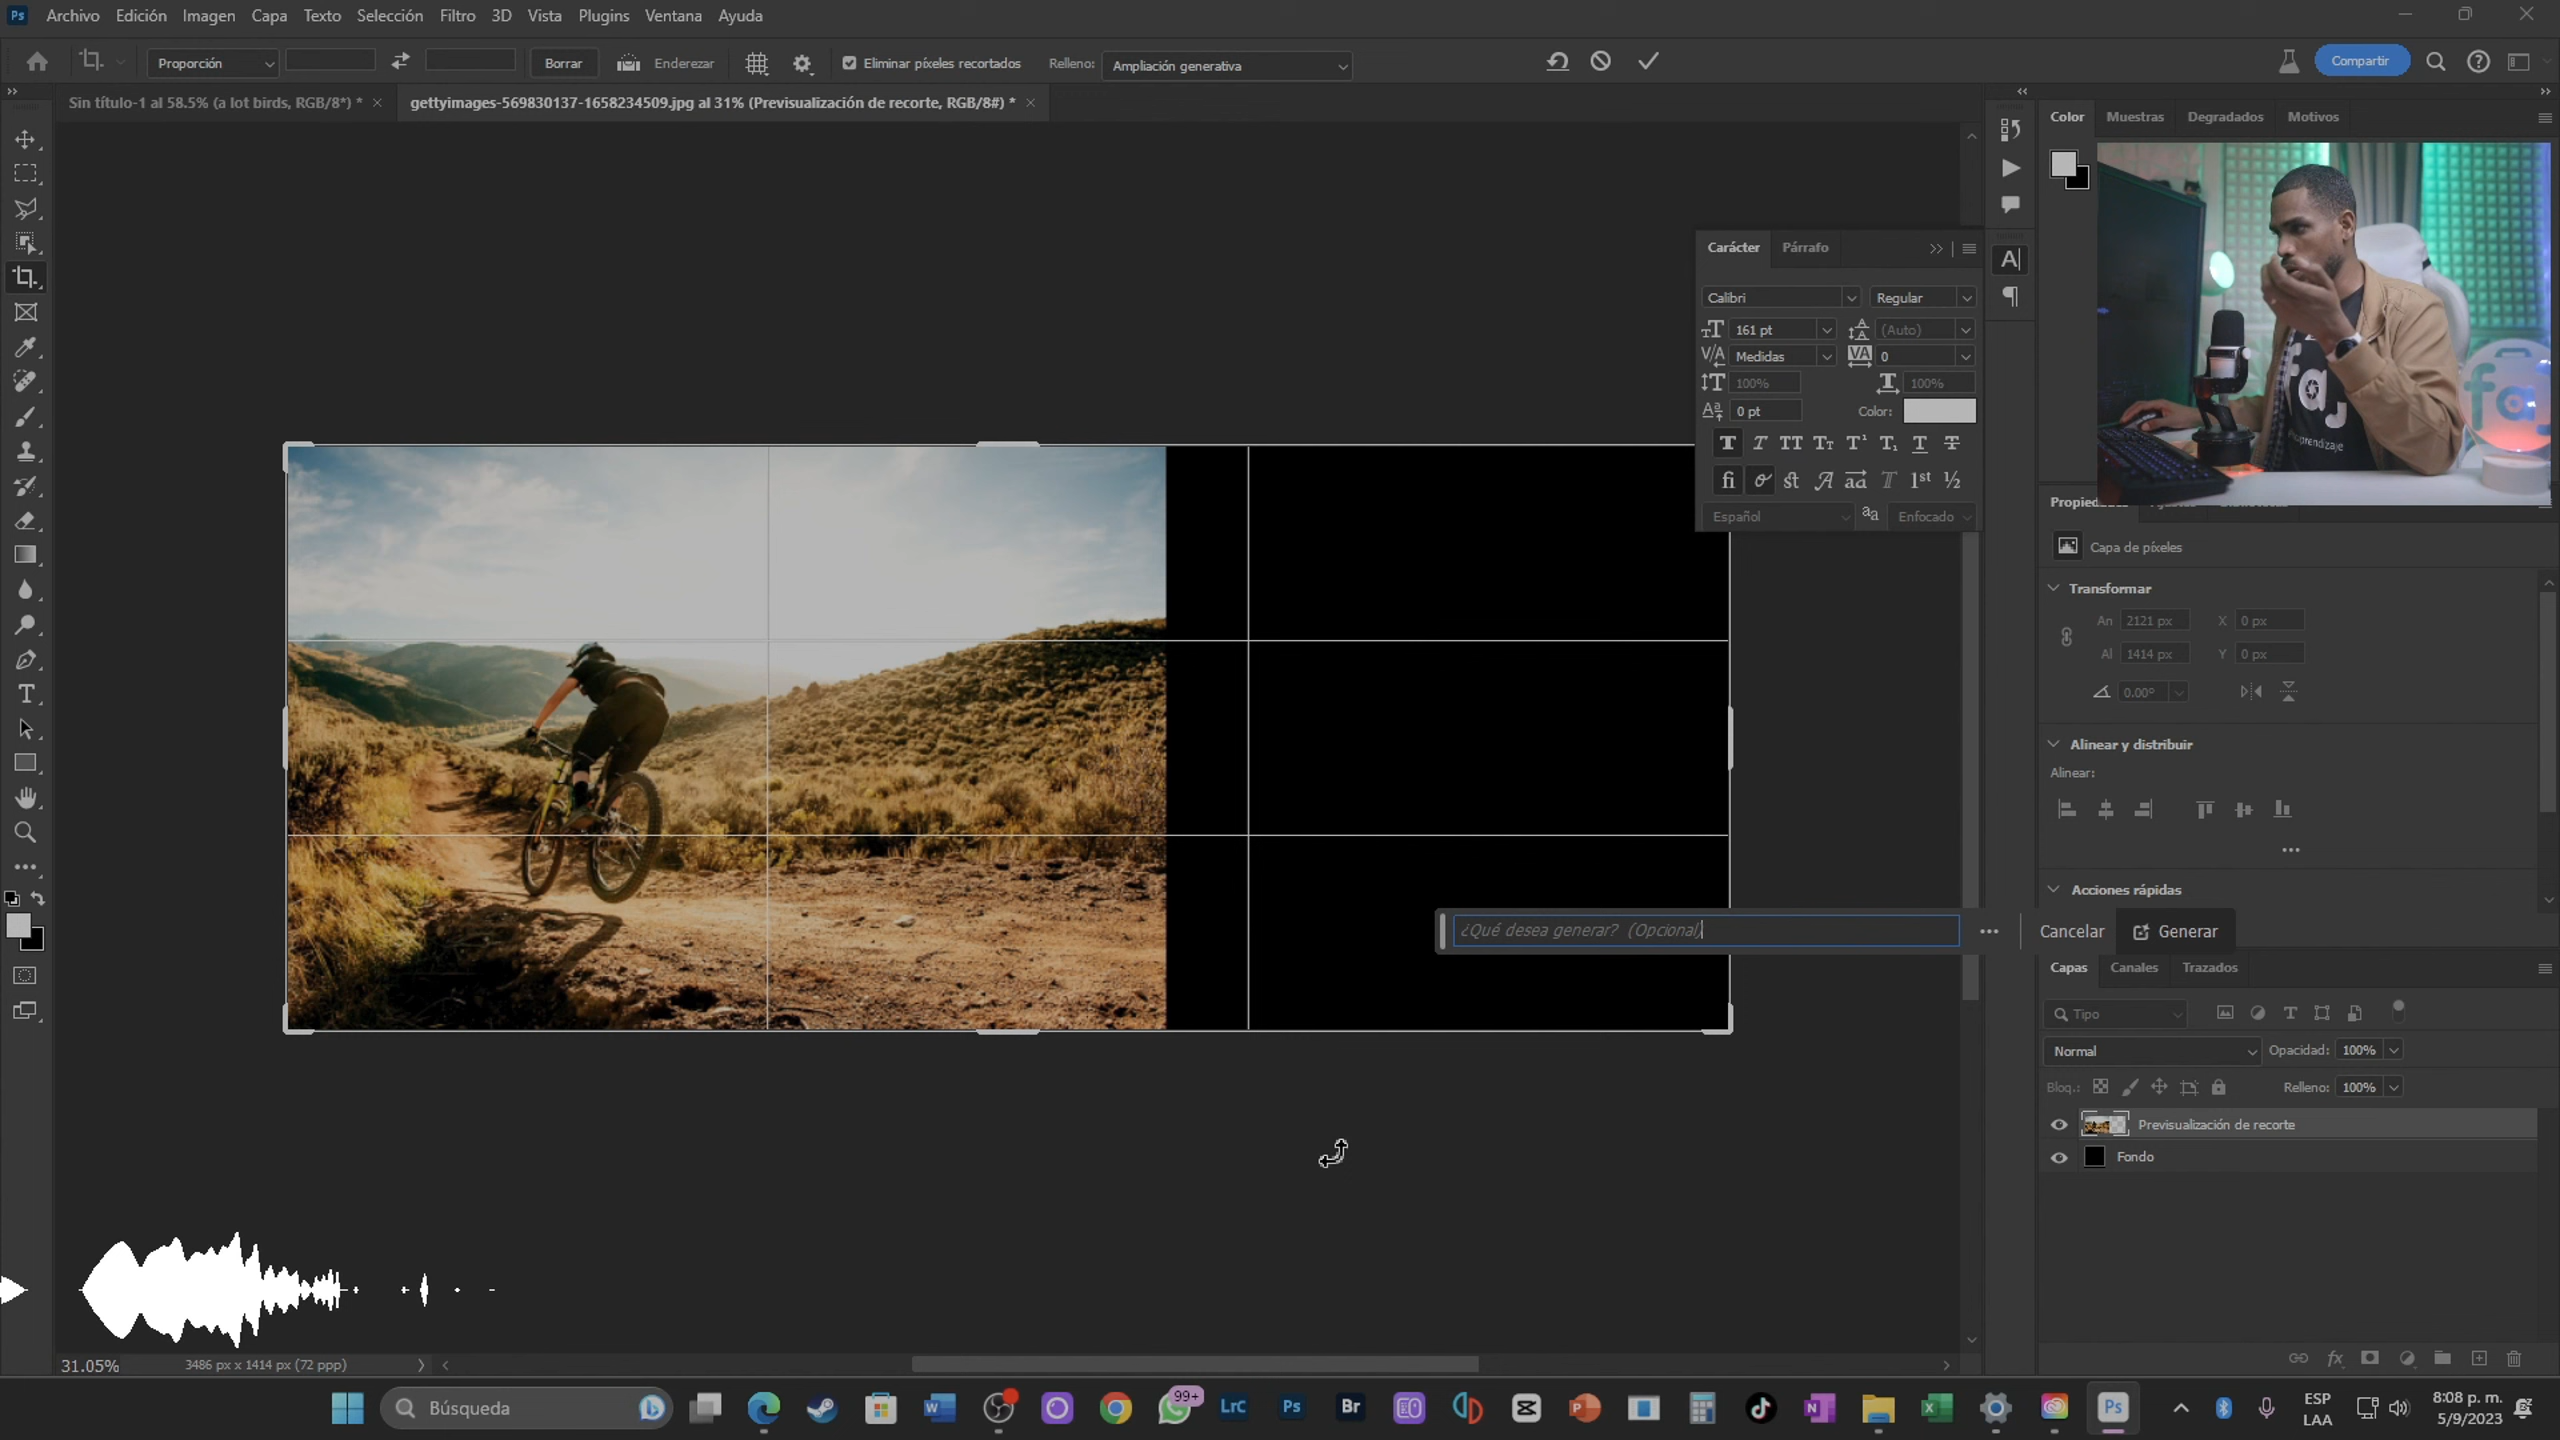 Ps Archivo Edición Imagen Capa Texto Selección Filtro 3D Vista Plugins Ventana Ayuda
Proporción Borrar Enderezar Eliminar píxeles recortados Relleno: Ampliación generativa Compartir
Sin título-1 al 58.5% (a lot birds, RGB/8*) * gettyimages-569830137-1658234509.jpg al 31% (Previsualización de recorte, RGB/8#) *
Color Muestras Degradados Motivos
Carácter Párrafo
Calibri Regular
161 pt (Auto)
Medidas 0
100% 100%
0 pt Color:
Español Enfocado
Capa de píxeles
Transformar
An 2121 px X 0 px
Al 1414 px Y 0 px
0.00°
Alinear y distribuir
Alinear:
Acciones rápidas
¿Qué desea generar? (Opcional) Cancelar Generar
Capas Canales Trazados
Tipo
Normal Opacidad: 100%
Bloq.: Relleno: 100%
Previsualización de recorte
Fondo
31.05% 3486 px x 1414 px (72 ppp)
Búsqueda 99+ LrC Ps Br Ps ESP 8:08 p. m.
LAA 5/9/2023